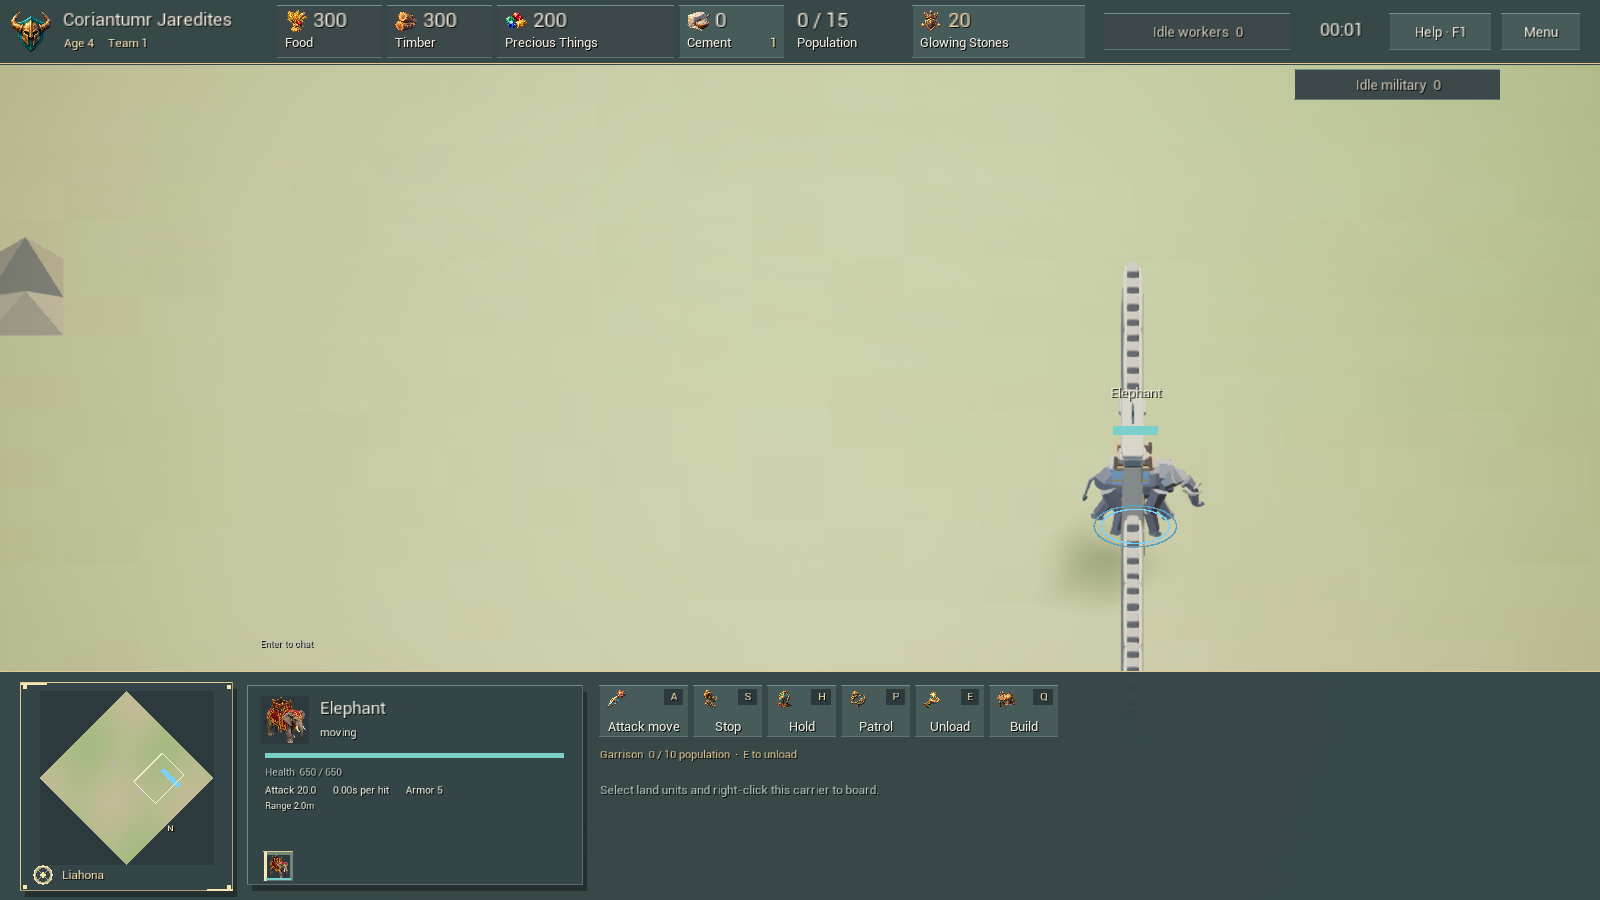 Coriantumr Jaredites
Age 4 Team 1
300
Food
300
Timber
200
Precious Things
0
Cement 1
0 / 15
Population
20
Glowing Stones
Idle workers 0
00:01
Help · F1
Menu
Idle military 0
Elephant
Enter to chat
N
Liahona
Elephant
moving
Health 650 / 650
Attack 20.0 0.00s per hit Armor 5
Range 2.0m
A
Attack move
S
Stop
H
Hold
P
Patrol
E
Unload
Q
Build
Garrison 0 / 10 population · E to unload
Select land units and right-click this carrier to board.